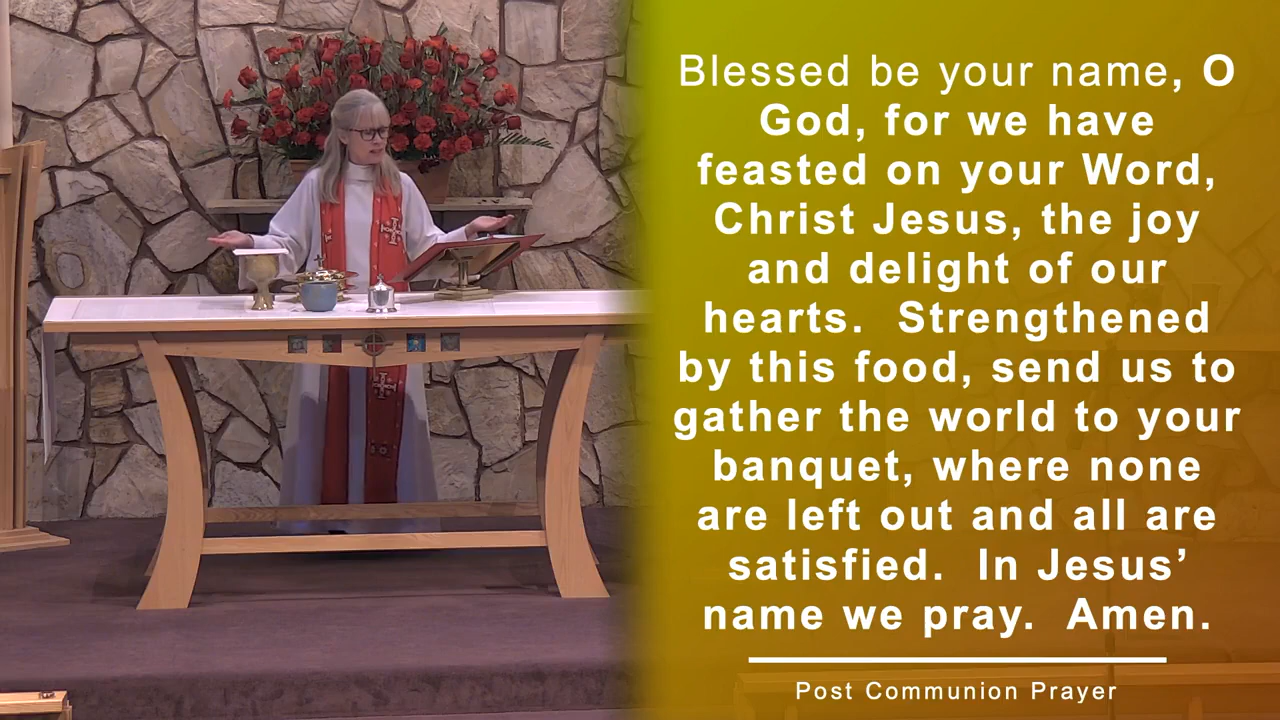 Blessed be your name, O
God, for we have
feasted on your Word,
Christ Jesus, the joy
and delight of our
hearts.  Strengthened
by this food, send us to
gather the world to your
banquet, where none
are left out and all are
satisfied.  In Jesus’
name we pray.  Amen.
Post Communion Prayer